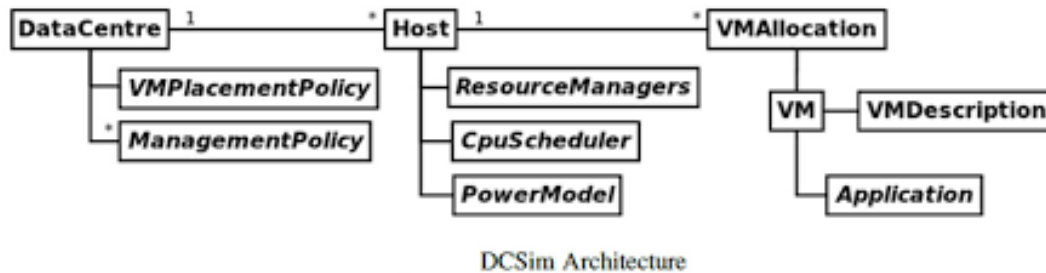 DataCentre 1 * Host 1 * VMAllocation
VMPlacementPolicy ResourceManagers
VM VMDescription
* ManagementPolicy CpuScheduler
PowerModel Application
DCSim Architecture